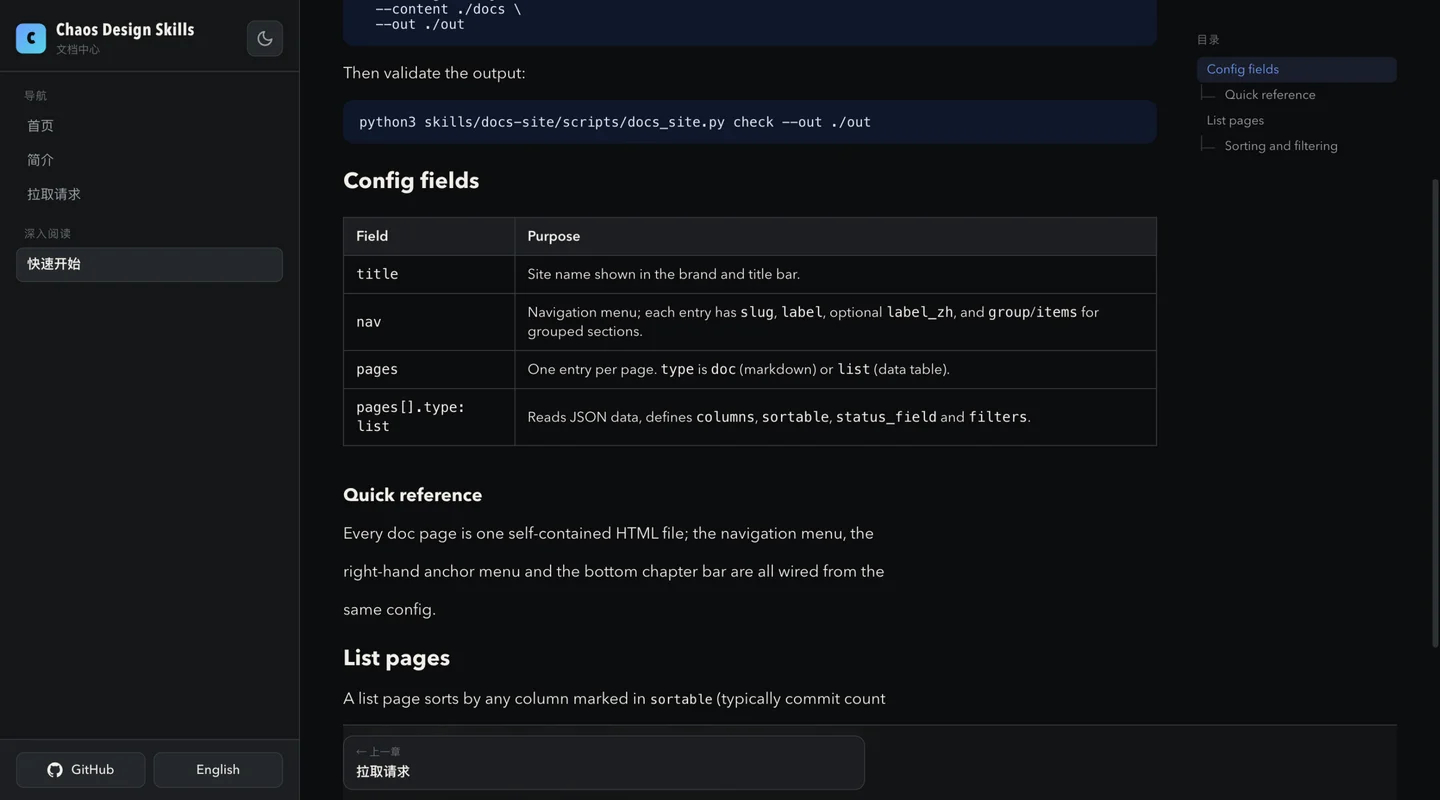 C
Chaos Design Skills
文档中心
导航
首页
简介
拉取请求
深入阅读
快速开始
GitHub
English
--content ./docs \
--out ./out
Then validate the output:
python3 skills/docs-site/scripts/docs_site.py check --out ./out
Config fields
Field
Purpose
title
Site name shown in the brand and title bar.
nav
Navigation menu; each entry has slug, label, optional label_zh, and group/items for
grouped sections.
pages
One entry per page. type is doc (markdown) or list (data table).
pages[].type:
list
Reads JSON data, defines columns, sortable, status_field and filters.
Quick reference
Every doc page is one self-contained HTML file; the navigation menu, the
right-hand anchor menu and the bottom chapter bar are all wired from the
same config.
List pages
A list page sorts by any column marked in sortable (typically commit count
← 上一章
拉取请求
目录
Config fields
Quick reference
List pages
Sorting and filtering